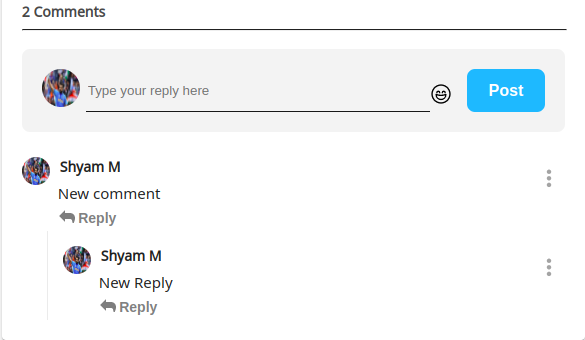 2 Comments
Type your reply here
Post
Shyam M
New comment
Reply
Shyam M
New Reply
Reply